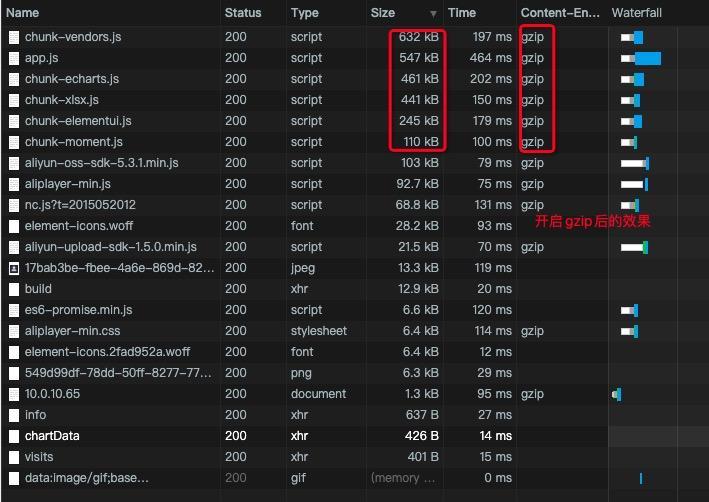 Name Status Type Size Time Content-En... Waterfall
chunk-vendors.js 200 script 632 kB 197 ms gzip
app.js 200 script 547 kB 464 ms gzip
chunk-echarts.js 200 script 461 kB 202 ms gzip
chunk-xlsx.js 200 script 441 kB 150 ms gzip
chunk-elementui.js 200 script 245 kB 179 ms gzip
chunk-moment.js 200 script 110 kB 100 ms gzip
aliyun-oss-sdk-5.3.1.min.js 200 script 103 kB 79 ms gzip
aliplayer-min.js 200 script 92.7 kB 75 ms gzip
nc.js?t=2015052012 200 script 68.8 kB 131 ms gzip
element-icons.woff 200 font 28.2 kB 93 ms
开启 gzip 后的效果
aliyun-upload-sdk-1.5.0.min.js 200 script 21.5 kB 70 ms gzip
17bab3be-fbee-4a6e-869d-82... 200 jpeg 13.3 kB 119 ms
build 200 xhr 12.9 kB 20 ms
es6-promise.min.js 200 script 6.6 kB 120 ms
aliplayer-min.css 200 stylesheet 6.4 kB 114 ms gzip
element-icons.2fad952a.woff 200 font 6.4 kB 12 ms
549d99df-78dd-50ff-8277-77... 200 png 6.3 kB 29 ms
10.0.10.65 200 document 1.3 kB 95 ms gzip
info 200 xhr 637 B 27 ms
chartData 200 xhr 426 B 14 ms
visits 200 xhr 401 B 15 ms
data:image/gif;base... 200 gif (memory ... 0 ms